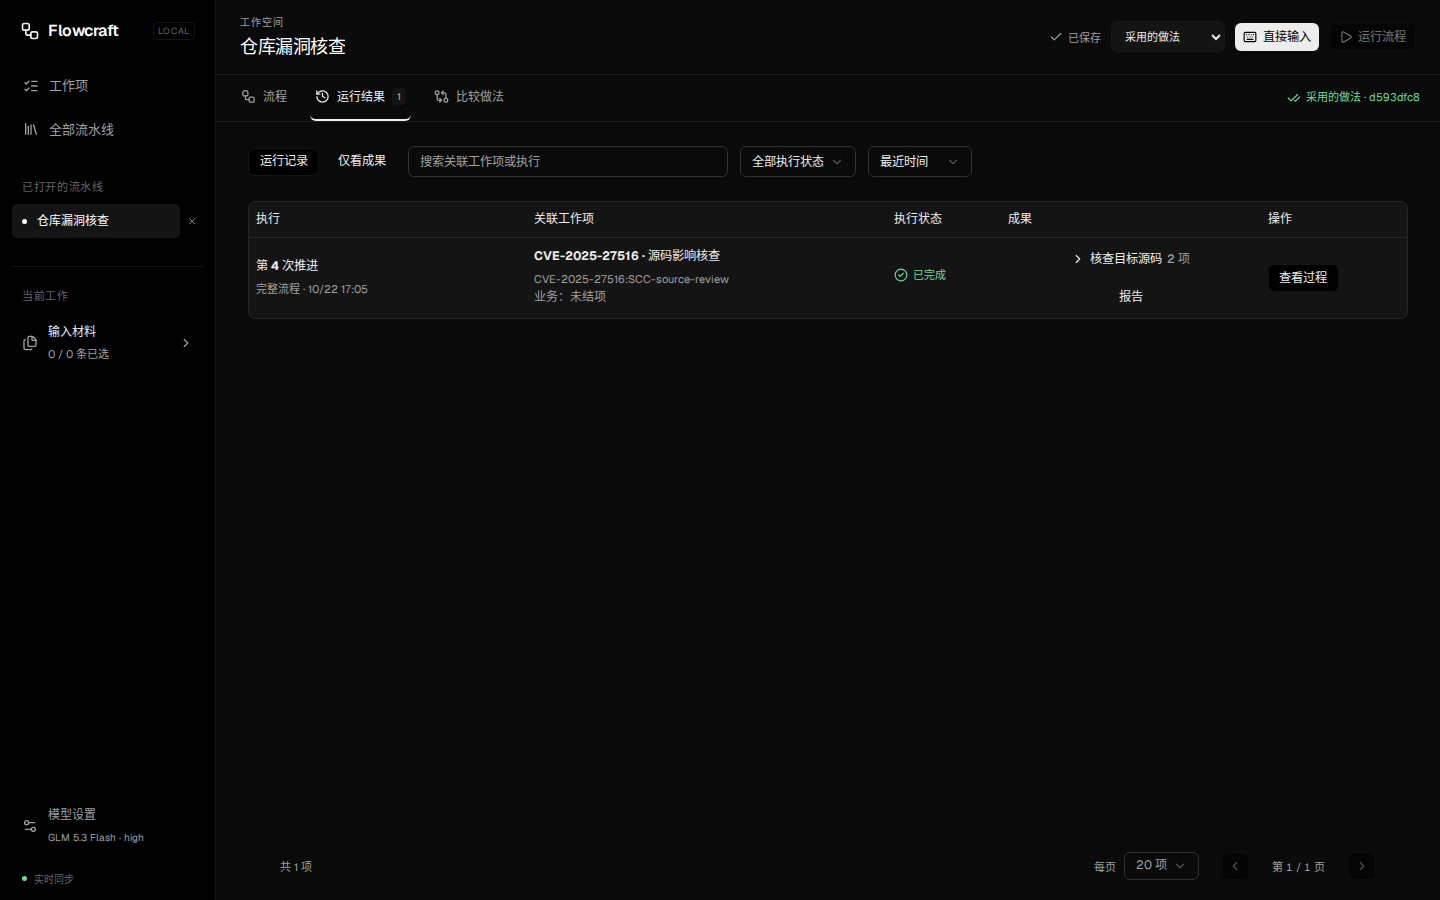 Flowcraft
LOCAL
工作项
全部流水线
已打开的流水线
仓库漏洞核查
当前工作
输入材料
0 / 0 条已选
模型设置
GLM 5.3 Flash · high
实时同步
工作空间
仓库漏洞核查
已保存
采用的做法
直接输入
运行流程
流程
运行结果 1
比较做法
采用的做法 · d593dfc8
运行记录
仅看成果
搜索关联工作项或执行
全部执行状态
最近时间
执行
关联工作项
执行状态
成果
操作
第 4 次推进
完整流程 · 10/22 17:05
CVE-2025-27516 · 源码影响核查
CVE-2025-27516:SCC-source-review
业务：未结项
已完成
核查目标源码 2 项
报告
查看过程
共 1 项
每页
20 项
第 1 / 1 页